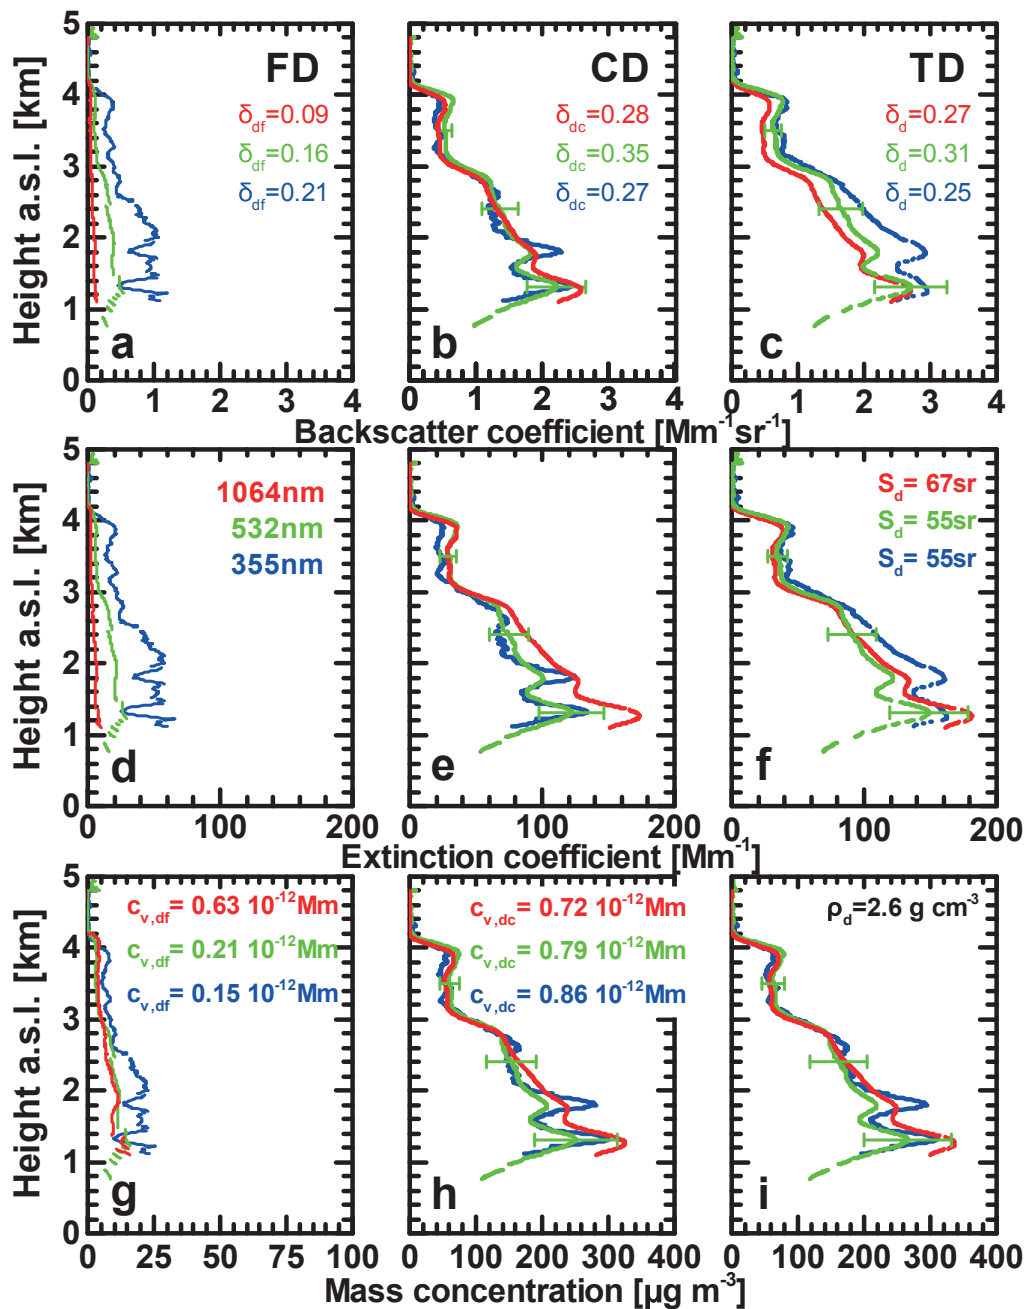 5
4
3
2
1
0
Height a.s.l. [km]
FD
δdf=0.09
δdf=0.16
δdf=0.21
a
0 1 2 3 4
CD
δdc=0.28
δdc=0.35
δdc=0.27
b
0 1 2 3 4
TD
δd=0.27
δd=0.31
δd=0.25
c
0 1 2 3 4
Backscatter coefficient [Mm⁻¹sr⁻¹]
5
4
3
2
1
0
Height a.s.l. [km]
1064nm
532nm
355nm
d
0 100 200
e
0 100 200
Sd= 67sr
Sd= 55sr
Sd= 55sr
f
0 100 200
Extinction coefficient [Mm⁻¹]
5
4
3
2
1
0
Height a.s.l. [km]
cv,df= 0.63 10⁻¹²Mm
cv,df= 0.21 10⁻¹²Mm
cv,df= 0.15 10⁻¹²Mm
g
0 25 50 75 100
cv,dc= 0.72 10⁻¹²Mm
cv,dc= 0.79 10⁻¹²Mm
cv,dc= 0.86 10⁻¹²Mm
h
0 100 200 300 400
ρd=2.6 g cm⁻³
i
0 100 200 300 400
Mass concentration [µg m⁻³]